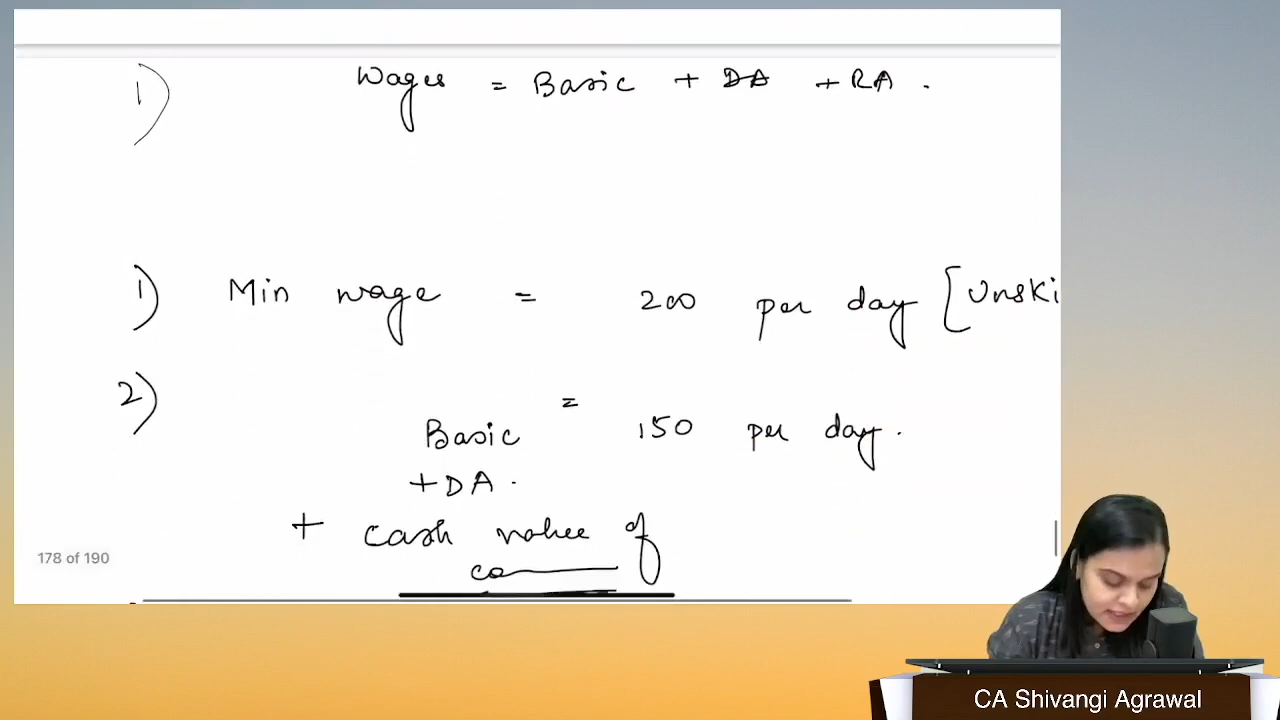 1) Wages = Basic + DA + RA .
1) Min wage = 200 per day [Unski
2) Basic = 150 per day .
+ DA .
+ cash value of
co
178 of 190
CA Shivangi Agrawal